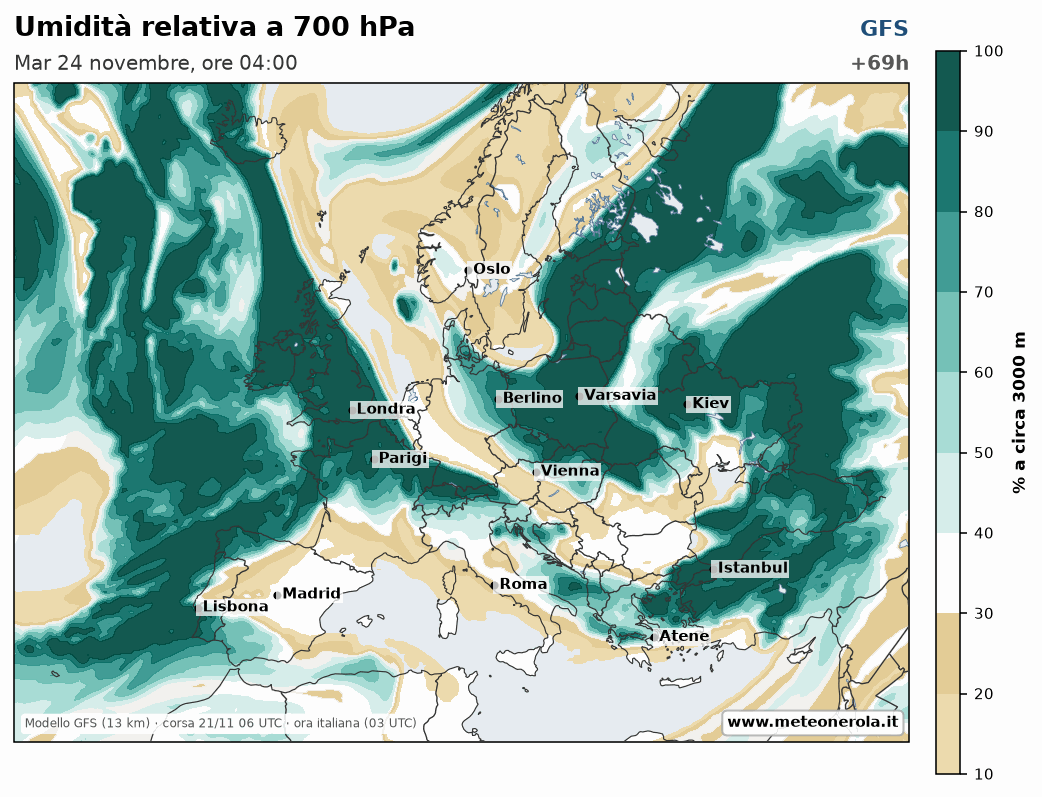 Umidità relativa a 700 hPa
GFS
Mar 24 novembre, ore 04:00
+69h
Oslo
Londra
Berlino
Varsavia
Kiev
Parigi
Vienna
Istanbul
Roma
Madrid
Lisbona
Atene
Modello GFS (13 km) · corsa 21/11 06 UTC · ora italiana (03 UTC)
www.meteonerola.it
100
90
80
70
60
50
40
30
20
10
% a circa 3000 m